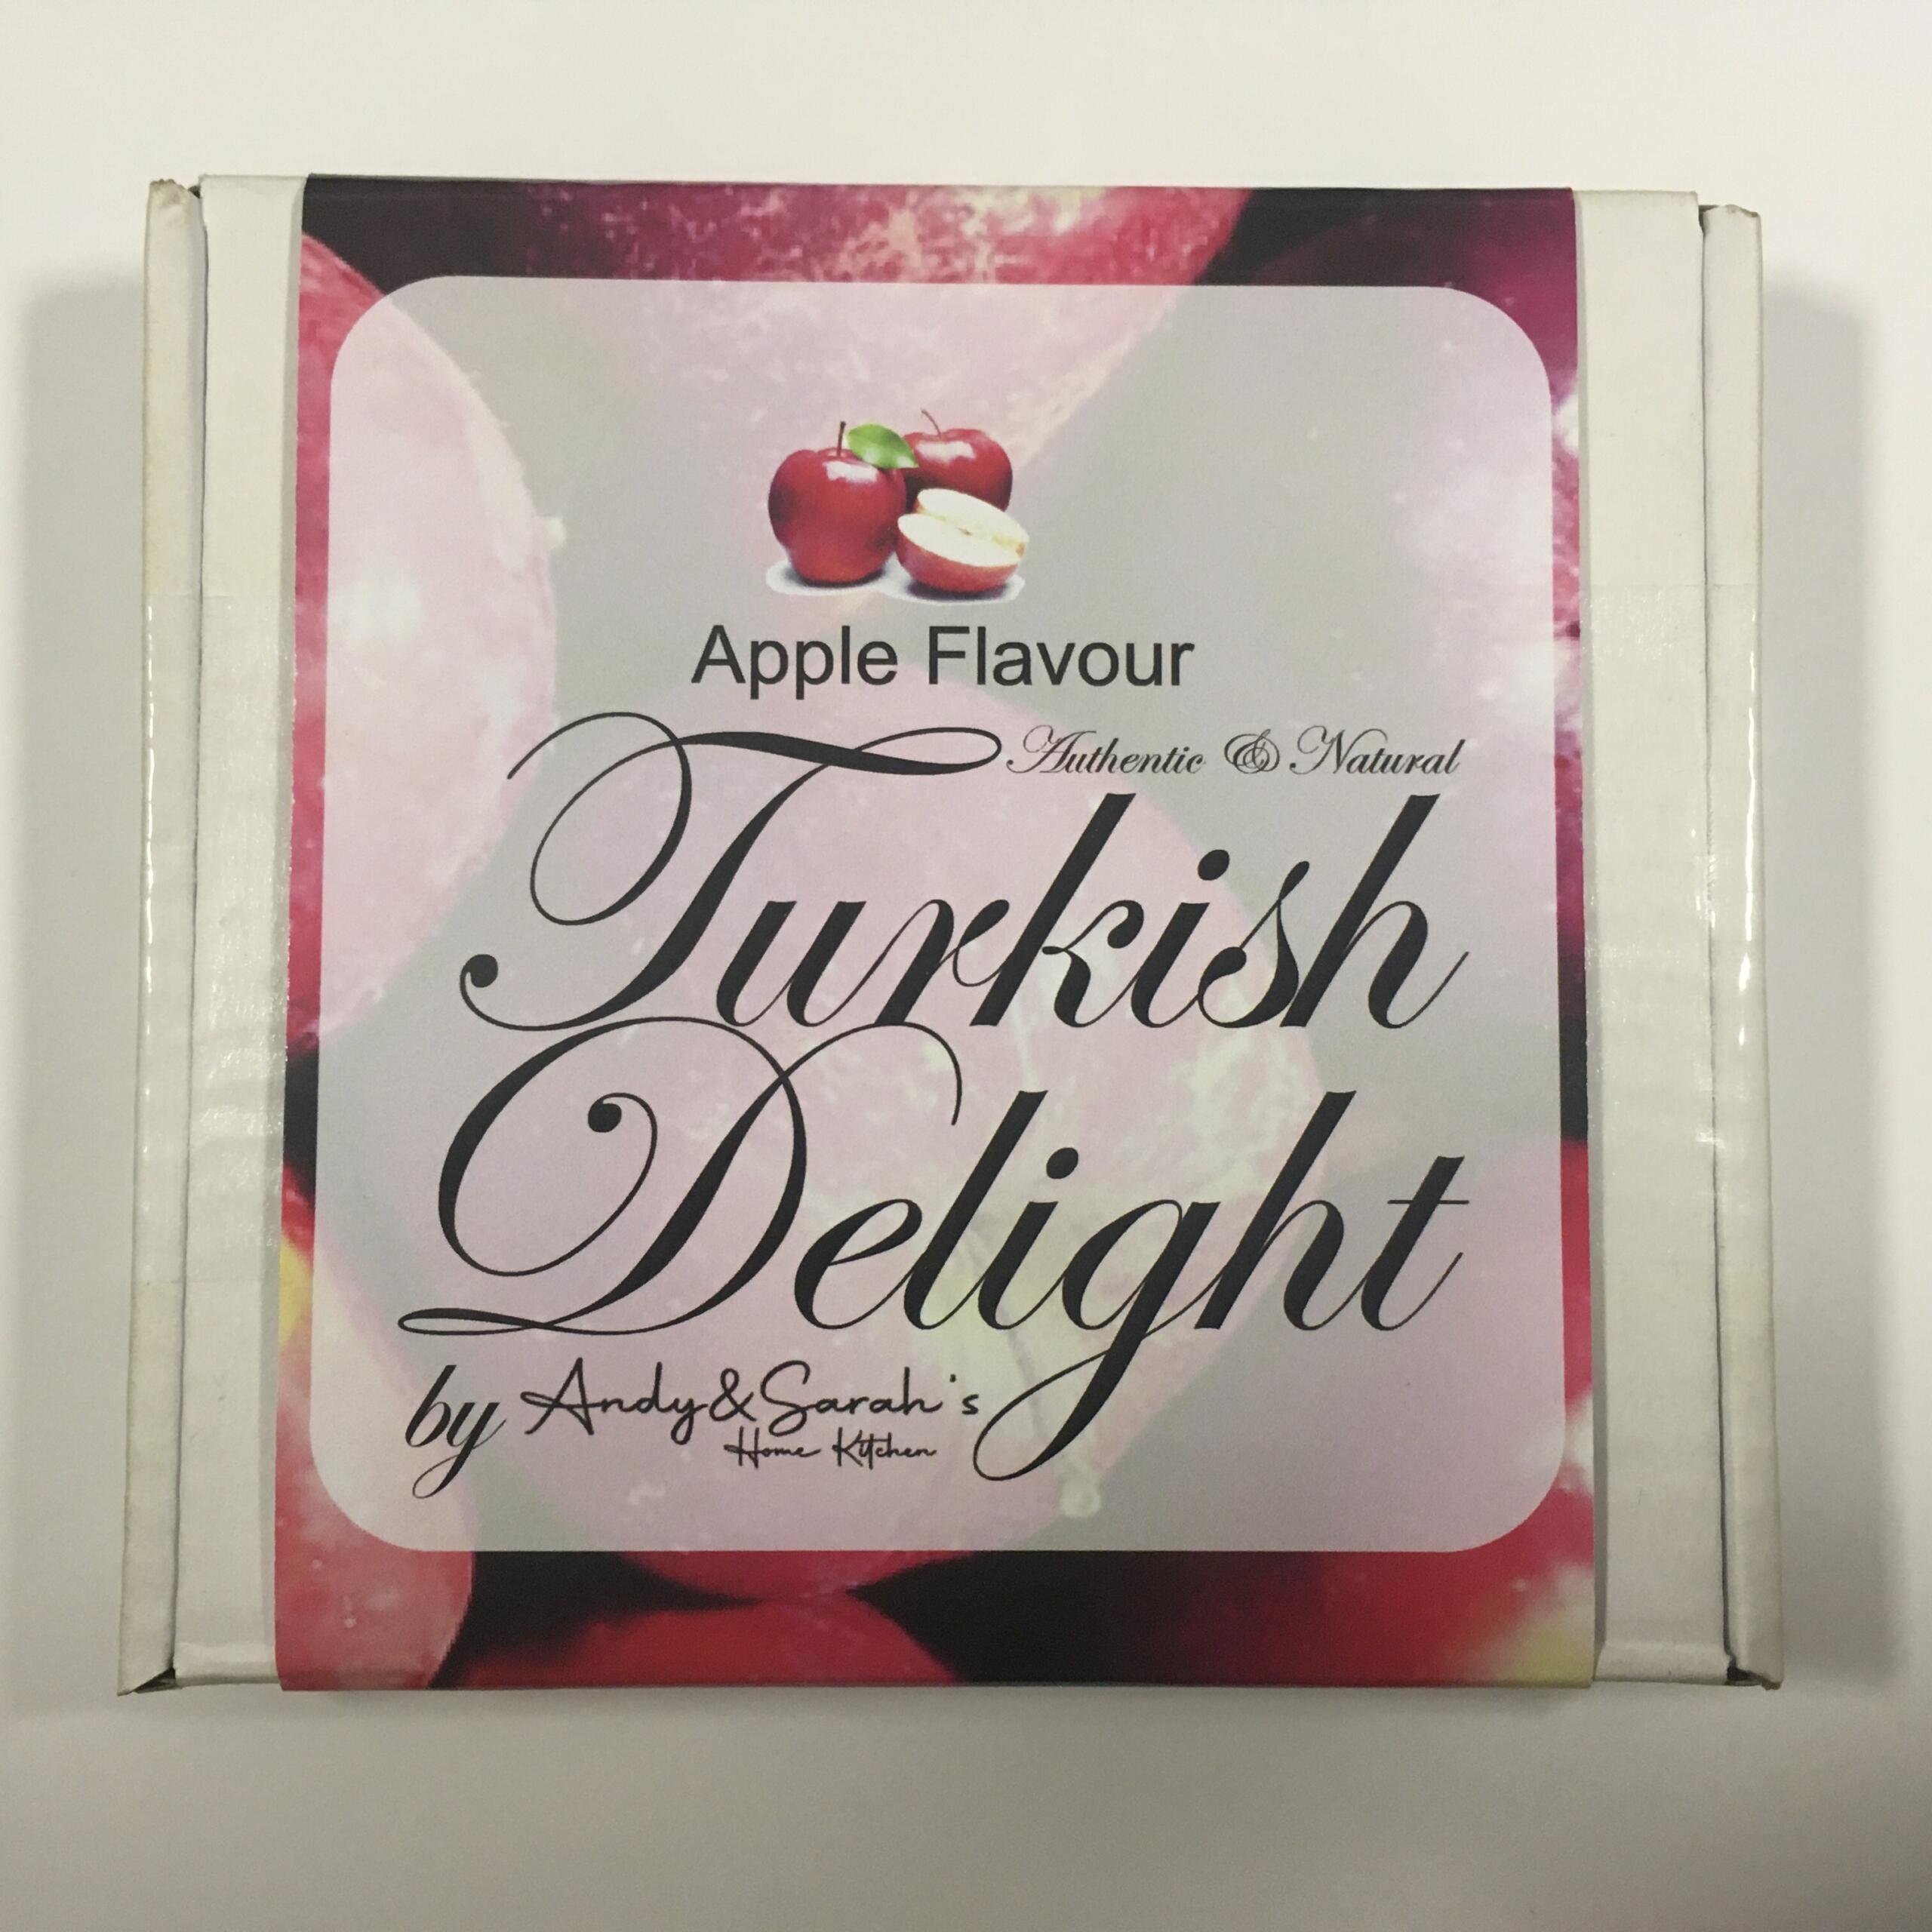 Apple Flavour
Authentic & Natural
Turkish
Delight
by Andy&Sarah's
Home Kitchen